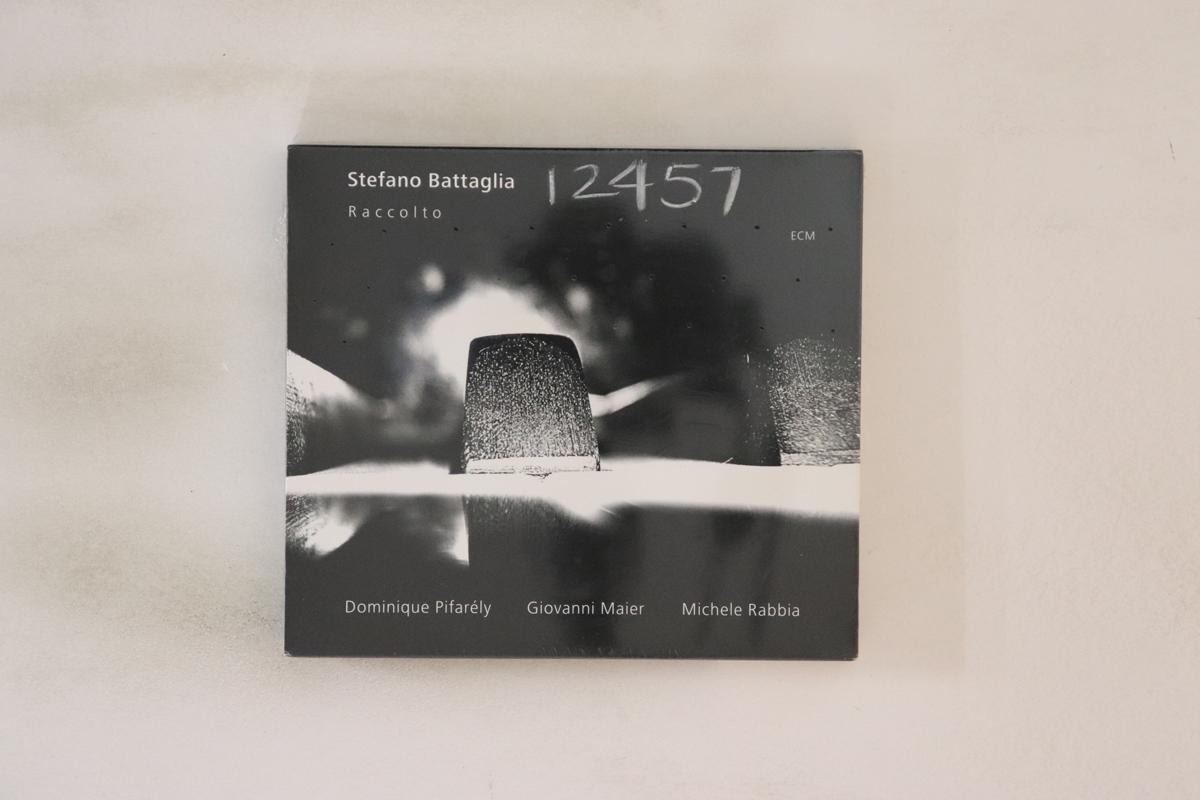 Stefano Battaglia
12457
Raccolto
ECM
Dominique Pifarély Giovanni Maier Michele Rabbia